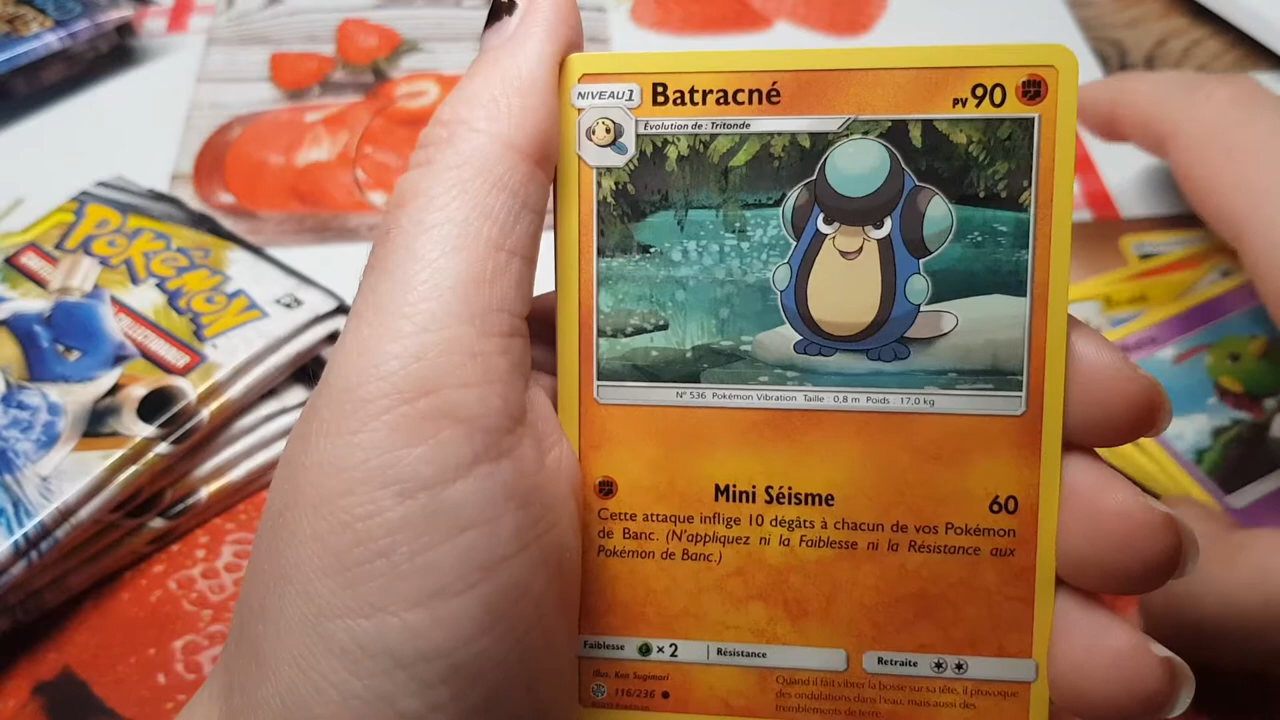 NIVEAU 1
Batracné
PV 90
Évolution de : Tritonde
N° 536 Pokémon Vibration Taille : 0,8 m Poids : 17,0 kg
Mini Séisme 60
Cette attaque inflige 10 dégâts à chacun de vos Pokémon
de Banc. (N'appliquez ni la Faiblesse ni la Résistance aux
Pokémon de Banc.)
Faiblesse ×2 Résistance Retraite
Illus. Ken Sugimori
116/236
Quand il fait vibrer la bosse sur sa tête, il provoque
des ondulations dans l'eau, mais aussi des
tremblements de terre.
POKÉMON